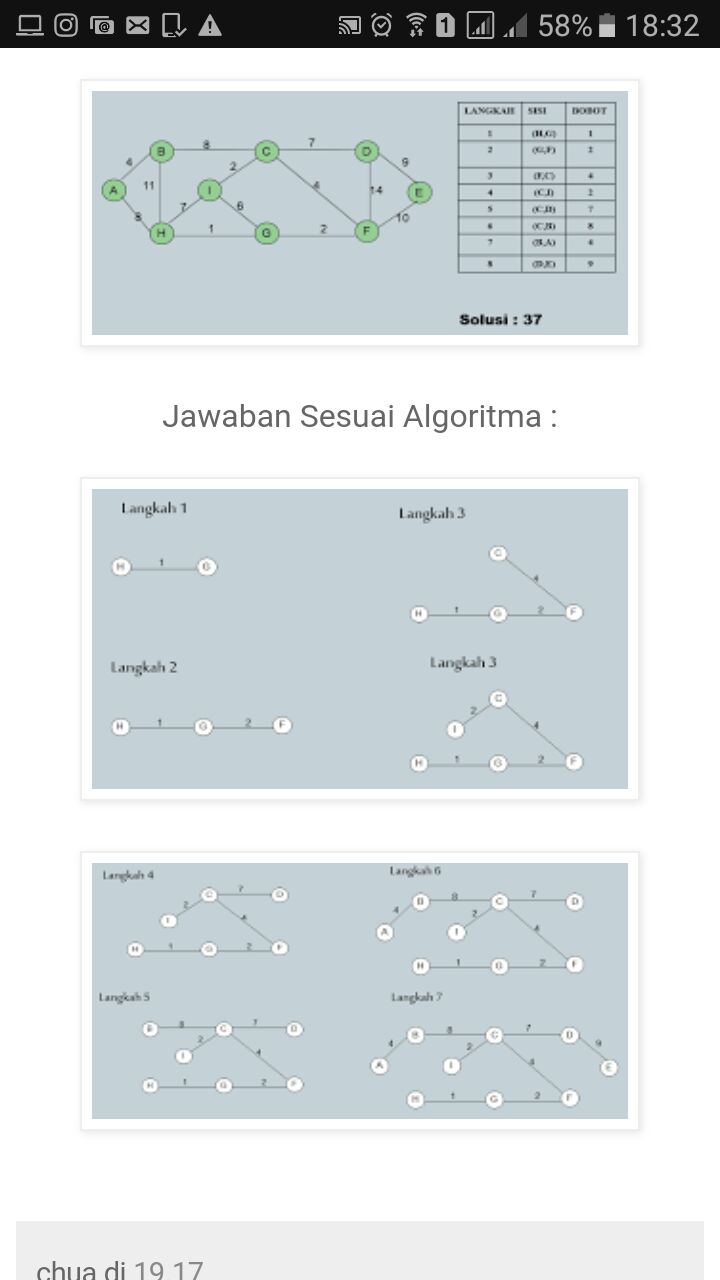 1 58% 18:32
B 8 C 7 D
4 11 2 9
A I 4 14 E
8 7 6 10
H 1 G 2 F
LANGKAH SISI BOBOT
1 (H,G) 1
2 (G,F) 2
3 (F,C) 4
4 (C,I) 2
5 (C,D) 7
6 (C,B) 8
7 (B,A) 4
8 (D,E) 9
Solusi : 37
Jawaban Sesuai Algoritma :
Langkah 1
H 1 G
Langkah 3
C
4
H 1 G 2 F
Langkah 2
H 1 G 2 F
Langkah 3
C
2 4
I
H 1 G 2 F
Langkah 4
C 7 D
2 4
I
H 1 G 2 F
Langkah 6
B 8 C 7 D
4 2 4
A I
H 1 G 2 F
Langkah 5
B 8 C 7 D
2 4
I
H 1 G 2 F
Langkah 7
B 8 C 7 D
4 2 4 9
A I E
H 1 G 2 F
chua di 19.17